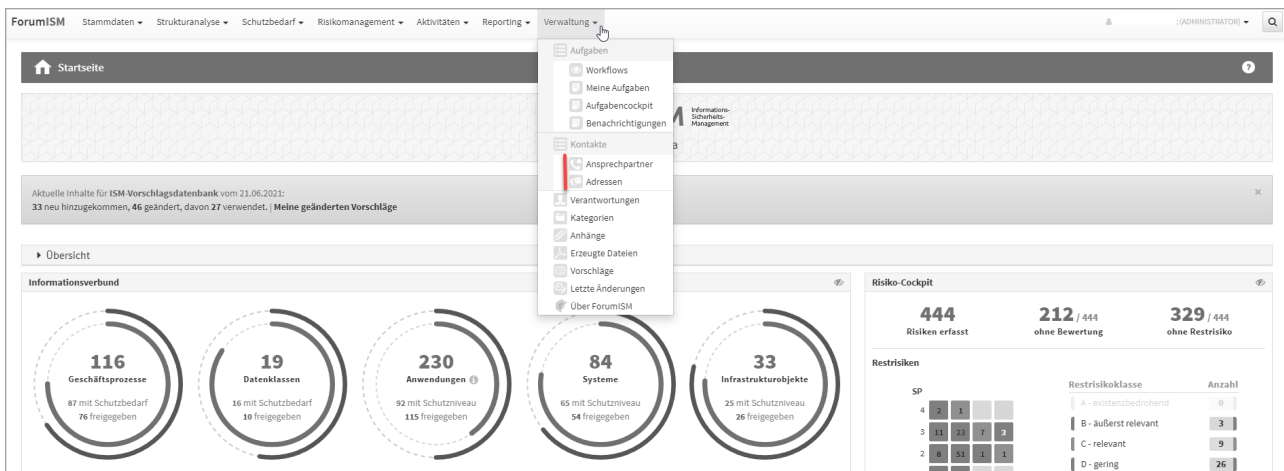 ForumISM Stammdaten Strukturanalyse Schutzbedarf Risikomanagement Aktivitäten Reporting Verwaltung :(ADMINISTRATOR)
Startseite ?
Aufgaben
Workflows
Meine Aufgaben
Aufgabencockpit
Benachrichtigungen
Kontakte
Ansprechpartner
Adressen
Verantwortungen
Kategorien
Anhänge
Erzeugte Dateien
Vorschläge
Letzte Änderungen
Über ForumISM
M
Informations-
Sicherheits-
Management
a
Aktuelle Inhalte für ISM-Vorschlagsdatenbank vom 21.06.2021: ×
33 neu hinzugekommen, 46 geändert, davon 27 verwendet. | Meine geänderten Vorschläge
Übersicht
Informationsverbund
116
Geschäftsprozesse
87 mit Schutzbedarf
76 freigegeben
19
Datenklassen
16 mit Schutzbedarf
10 freigegeben
230
Anwendungen i
92 mit Schutzniveau
115 freigegeben
84
Systeme
65 mit Schutzniveau
54 freigegeben
33
Infrastrukturobjekte
25 mit Schutzniveau
26 freigegeben
Risiko-Cockpit
444
Risiken erfasst
212 / 444
ohne Bewertung
329 / 444
ohne Restrisiko
Restrisiken
SP
4 2 1
3 11 23 7 3
2 8 51 1 1
Restrisikoklasse Anzahl
A - existenzbedrohend 0
B - äußerst relevant 3
C - relevant 9
D - gering 26